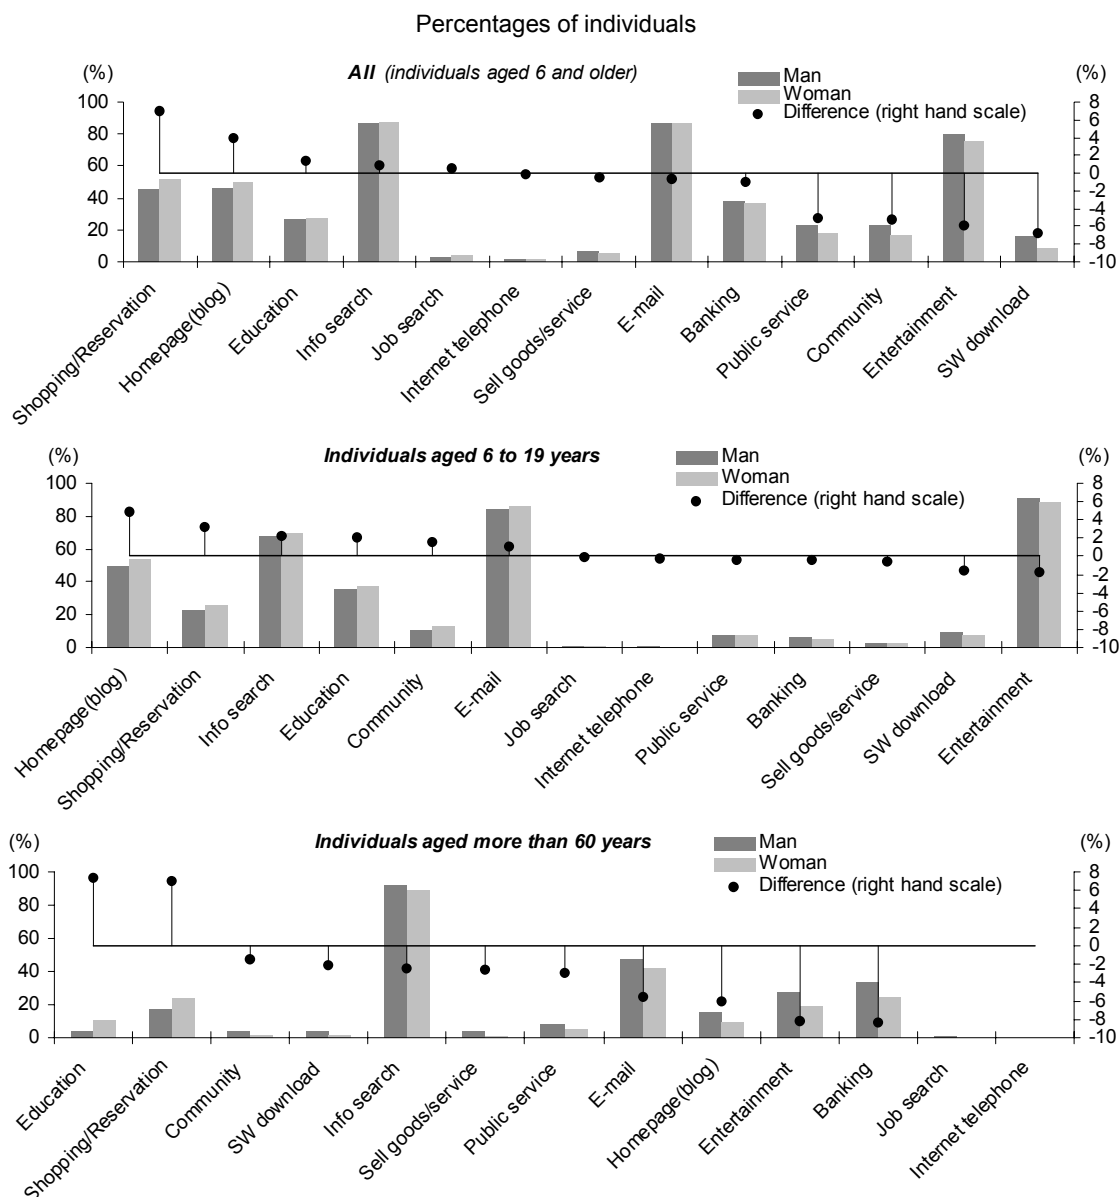 Percentages of individuals
(%)
All (individuals aged 6 and older)
Man
Woman
Difference (right hand scale)
(%)
100
80
60
40
20
0
8
6
4
2
0
-2
-4
-6
-8
-10
Shopping/Reservation
Homepage(blog)
Education
Info search
Job search
Internet telephone
Sell goods/service
E-mail
Banking
Public service
Community
Entertainment
SW download
(%)
Individuals aged 6 to 19 years
Man
Woman
Difference (right hand scale)
(%)
100
80
60
40
20
0
8
6
4
2
0
-2
-4
-6
-8
-10
Homepage(blog)
Shopping/Reservation
Info search
Education
Community
E-mail
Job search
Internet telephone
Public service
Banking
Sell goods/service
SW download
Entertainment
(%)
Individuals aged more than 60 years
Man
Woman
Difference (right hand scale)
(%)
100
80
60
40
20
0
8
6
4
2
0
-2
-4
-6
-8
-10
Education
Shopping/Reservation
Community
SW download
Info search
Sell goods/service
Public service
E-mail
Homepage(blog)
Entertainment
Banking
Job search
Internet telephone